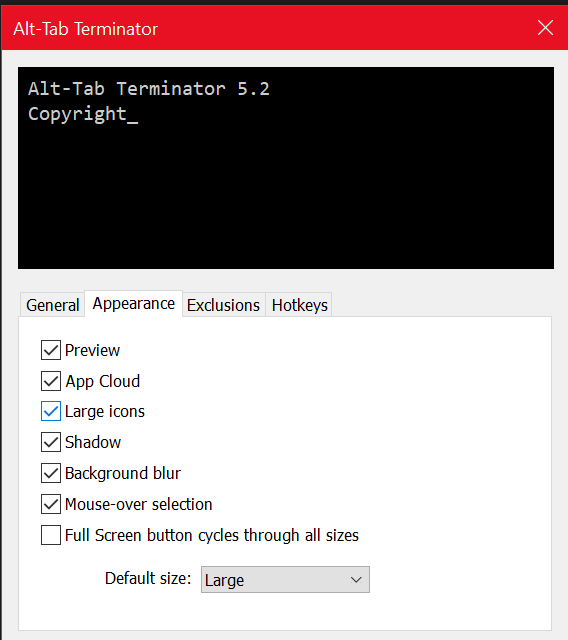 Alt-Tab Terminator
Alt-Tab Terminator 5.2
Copyright_
General Appearance Exclusions Hotkeys
Preview
App Cloud
Large icons
Shadow
Background blur
Mouse-over selection
Full Screen button cycles through all sizes
Default size: Large